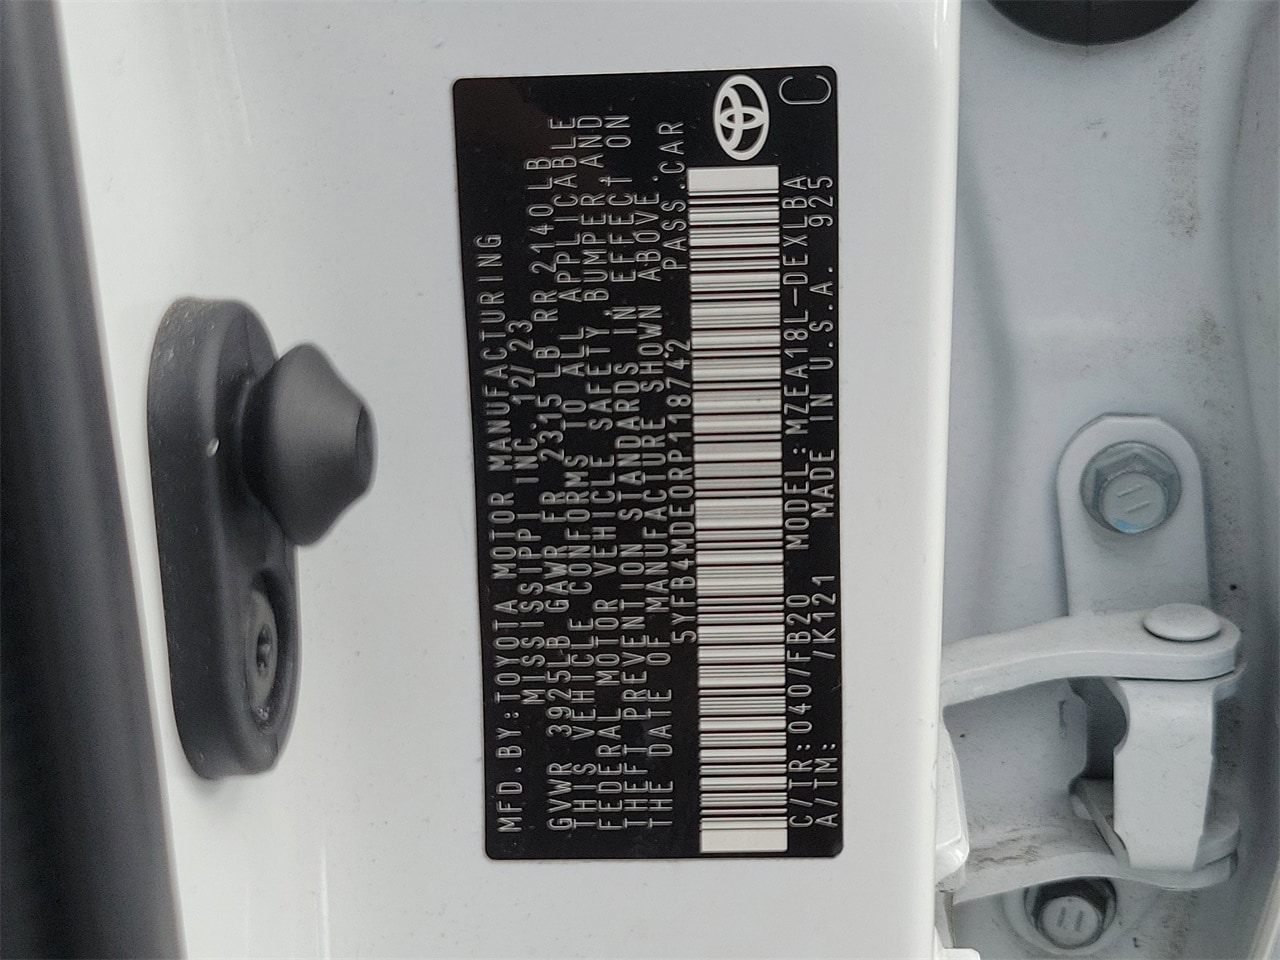 MFD.BY:TOYOTA MOTOR MANUFACTURING
MISSISSIPPI INC. 12/23
GVWR 3925LB GAWR FR 2315 LB RR 2140LB
THIS VEHICLE CONFORMS TO ALL APPLICABLE
FEDERAL MOTOR VEHICLE SAFETY, BUMPER, AND
THEFT PREVENTION STANDARDS IN EFFECT ON
THE DATE OF MANUFACTURE SHOWN ABOVE.
5YFB4MDE0RP118742 PASS.CAR
C/TR:040/FB20 MODEL:MZEA18L-DEXLBA
A/TM: /K121 MADE IN U.S.A. 925
C